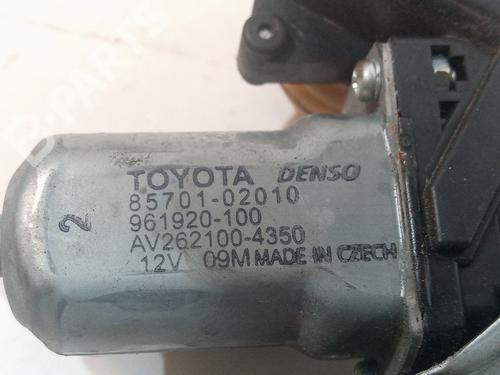 TOYOTA DENSO
85701-02010
961920-100
AV262100-4350
12V 09M MADE IN CZECH
2